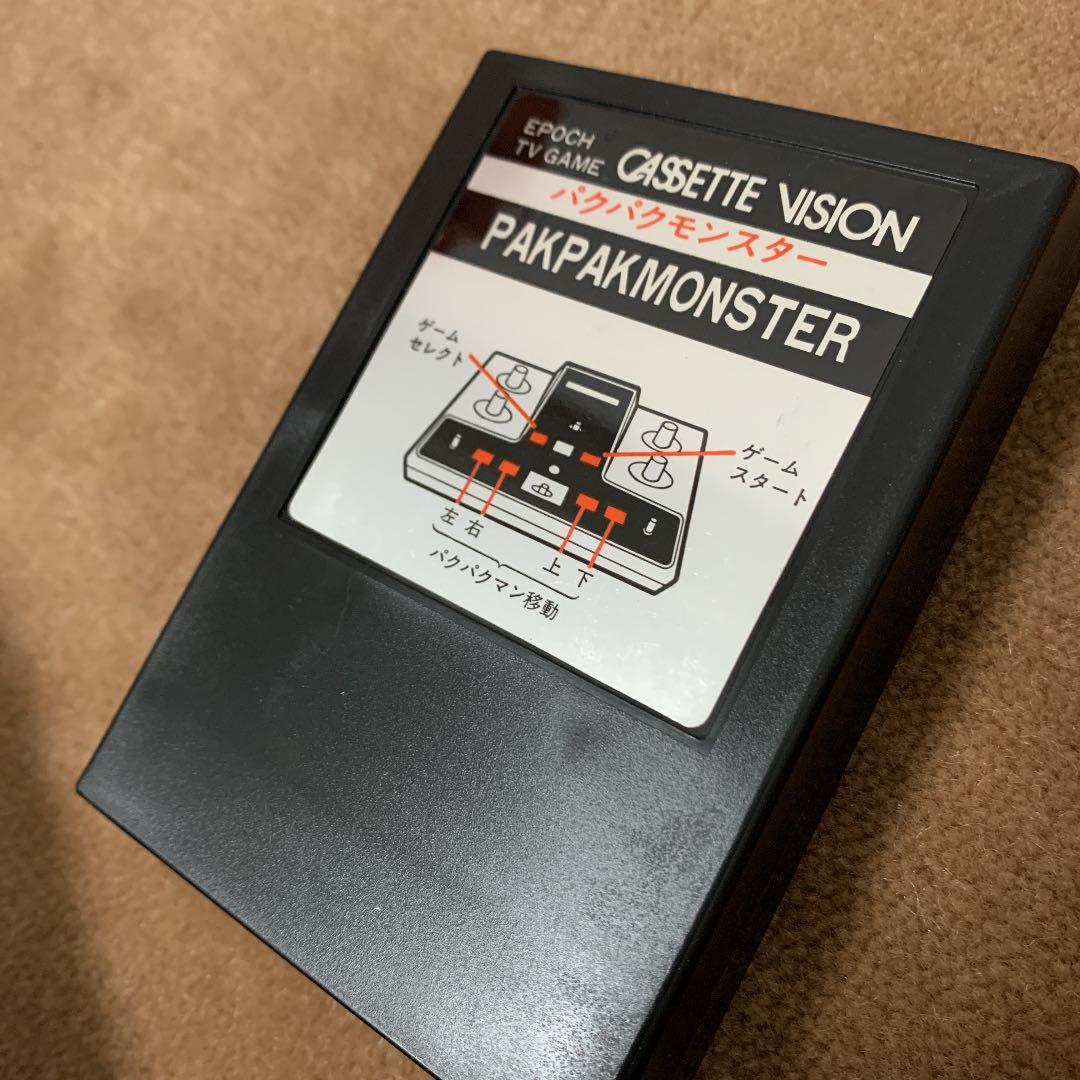 EPOCH
TV GAME
CASSETTE VISION
パクパクモンスター
PAKPAKMONSTER
ゲーム
セレクト
ゲーム
スタート
左 右
上 下
パクパクマン移動